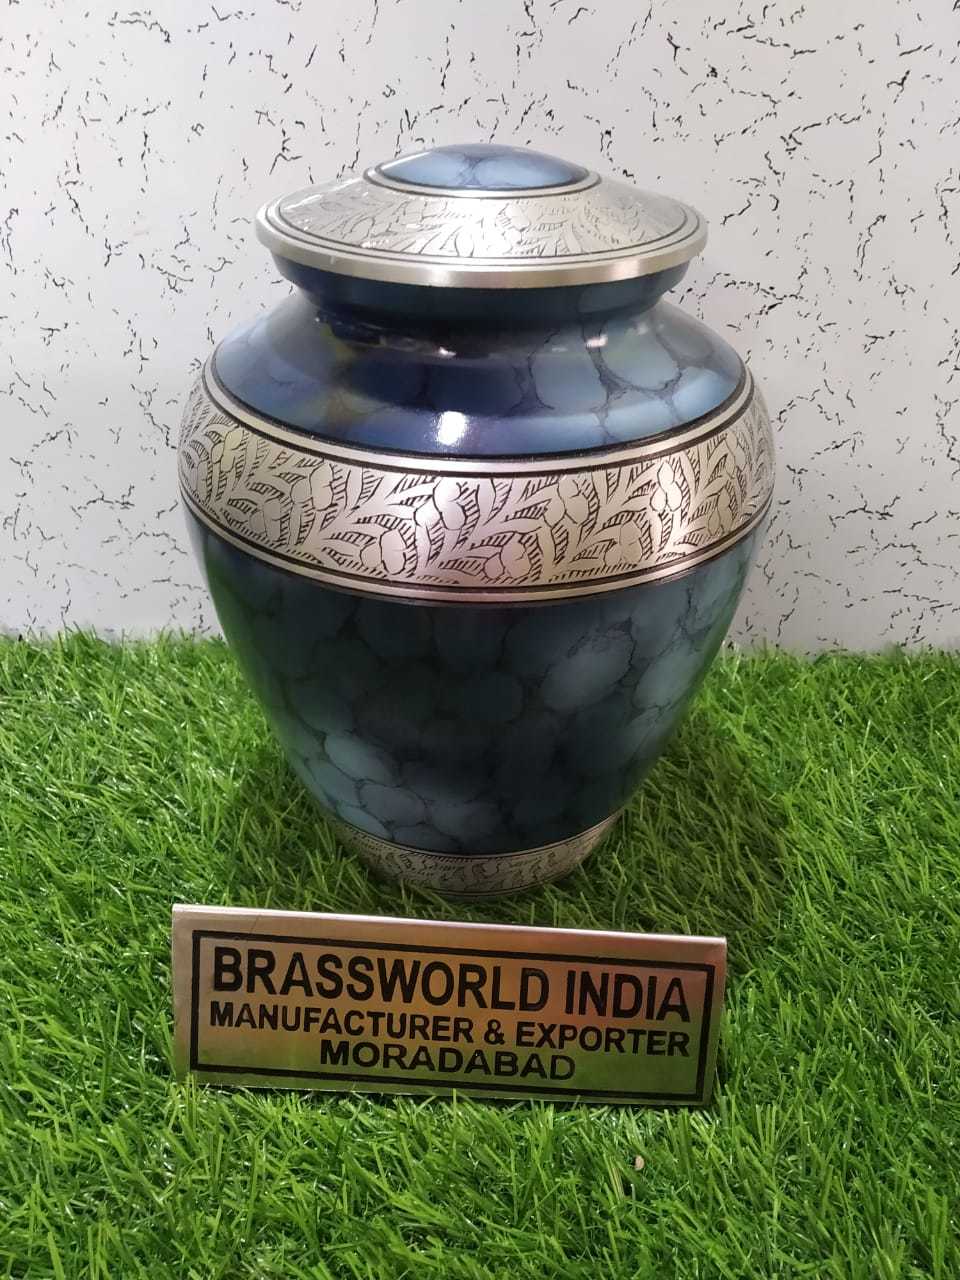 BRASSWORLD INDIA
MANUFACTURER & EXPORTER
MORADABAD